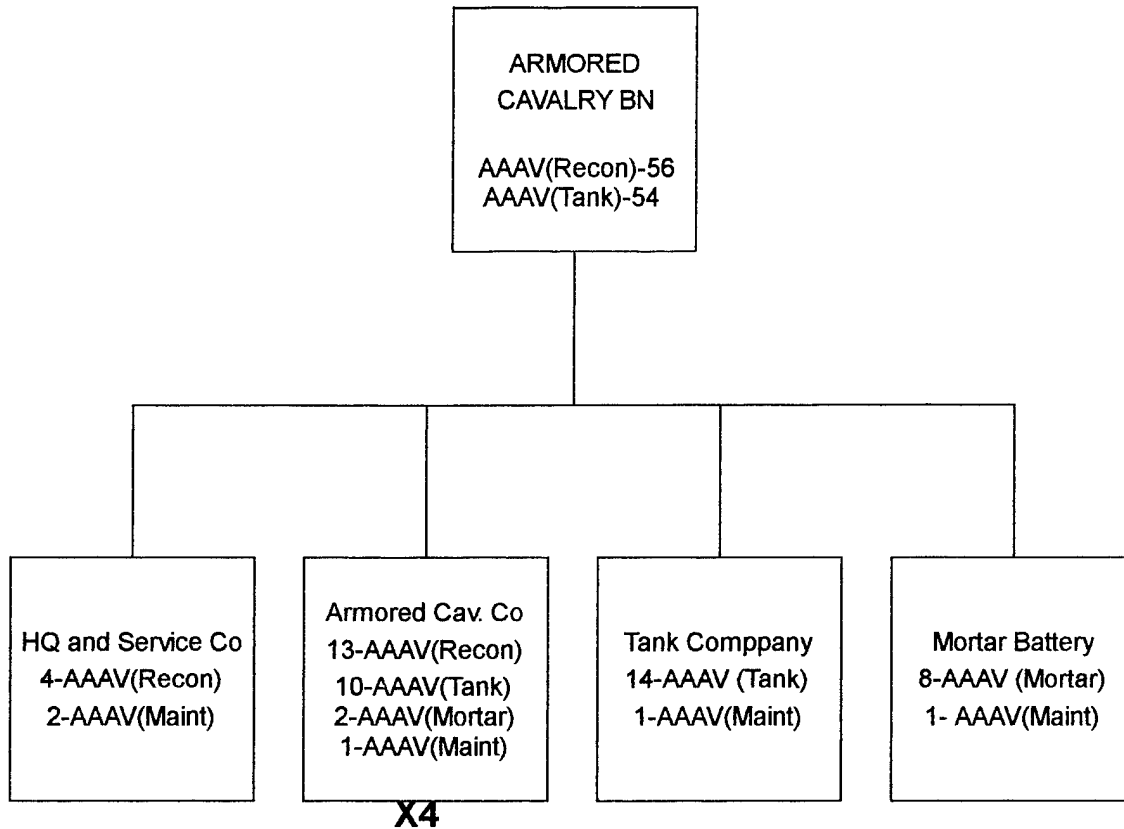 ARMORED
CAVALRY BN
AAAV(Recon)-56
AAAV(Tank)-54
HQ and Service Co
4-AAAV(Recon)
2-AAAV(Maint)
Armored Cav. Co
13-AAAV(Recon)
10-AAAV(Tank)
2-AAAV(Mortar)
1-AAAV(Maint)
X4
Tank Comppany
14-AAAV (Tank)
1-AAAV(Maint)
Mortar Battery
8-AAAV (Mortar)
1- AAAV(Maint)